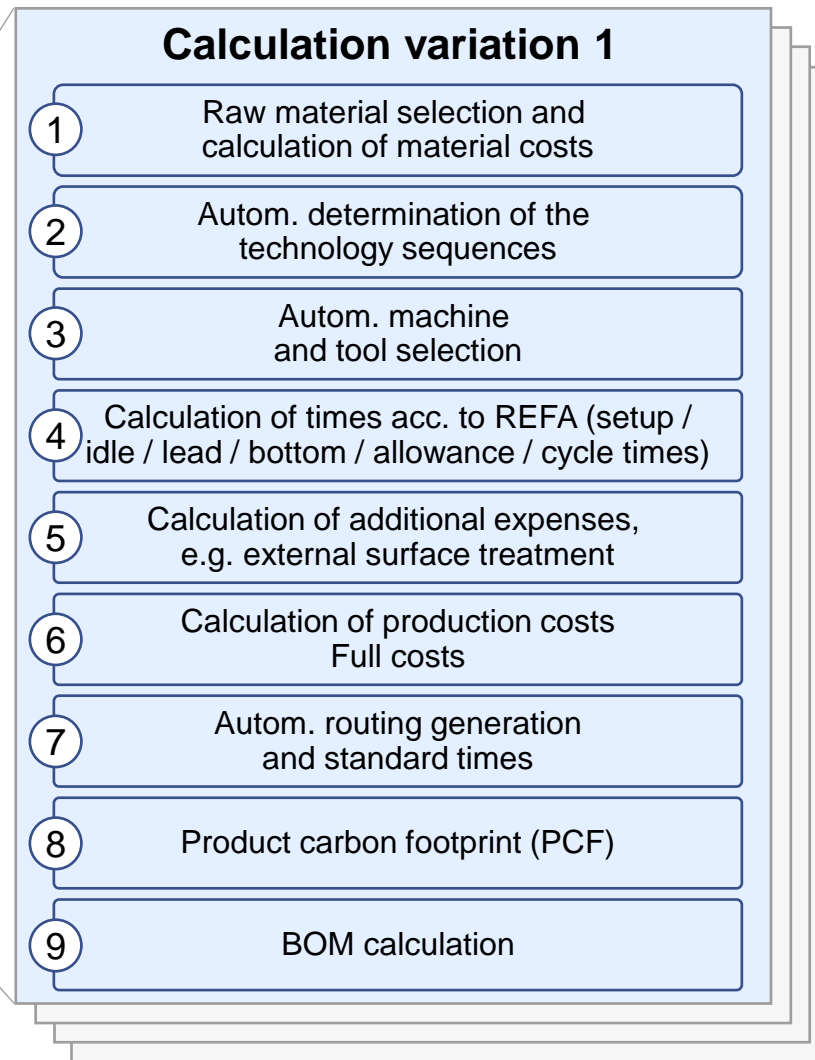 Calculation variation 1
1
Raw material selection and
calculation of material costs
2
Autom. determination of the
technology sequences
3
Autom. machine
and tool selection
4
Calculation of times acc. to REFA (setup /
idle / lead / bottom / allowance / cycle times)
5
Calculation of additional expenses,
e.g. external surface treatment
6
Calculation of production costs
Full costs
7
Autom. routing generation
and standard times
8
Product carbon footprint (PCF)
9
BOM calculation